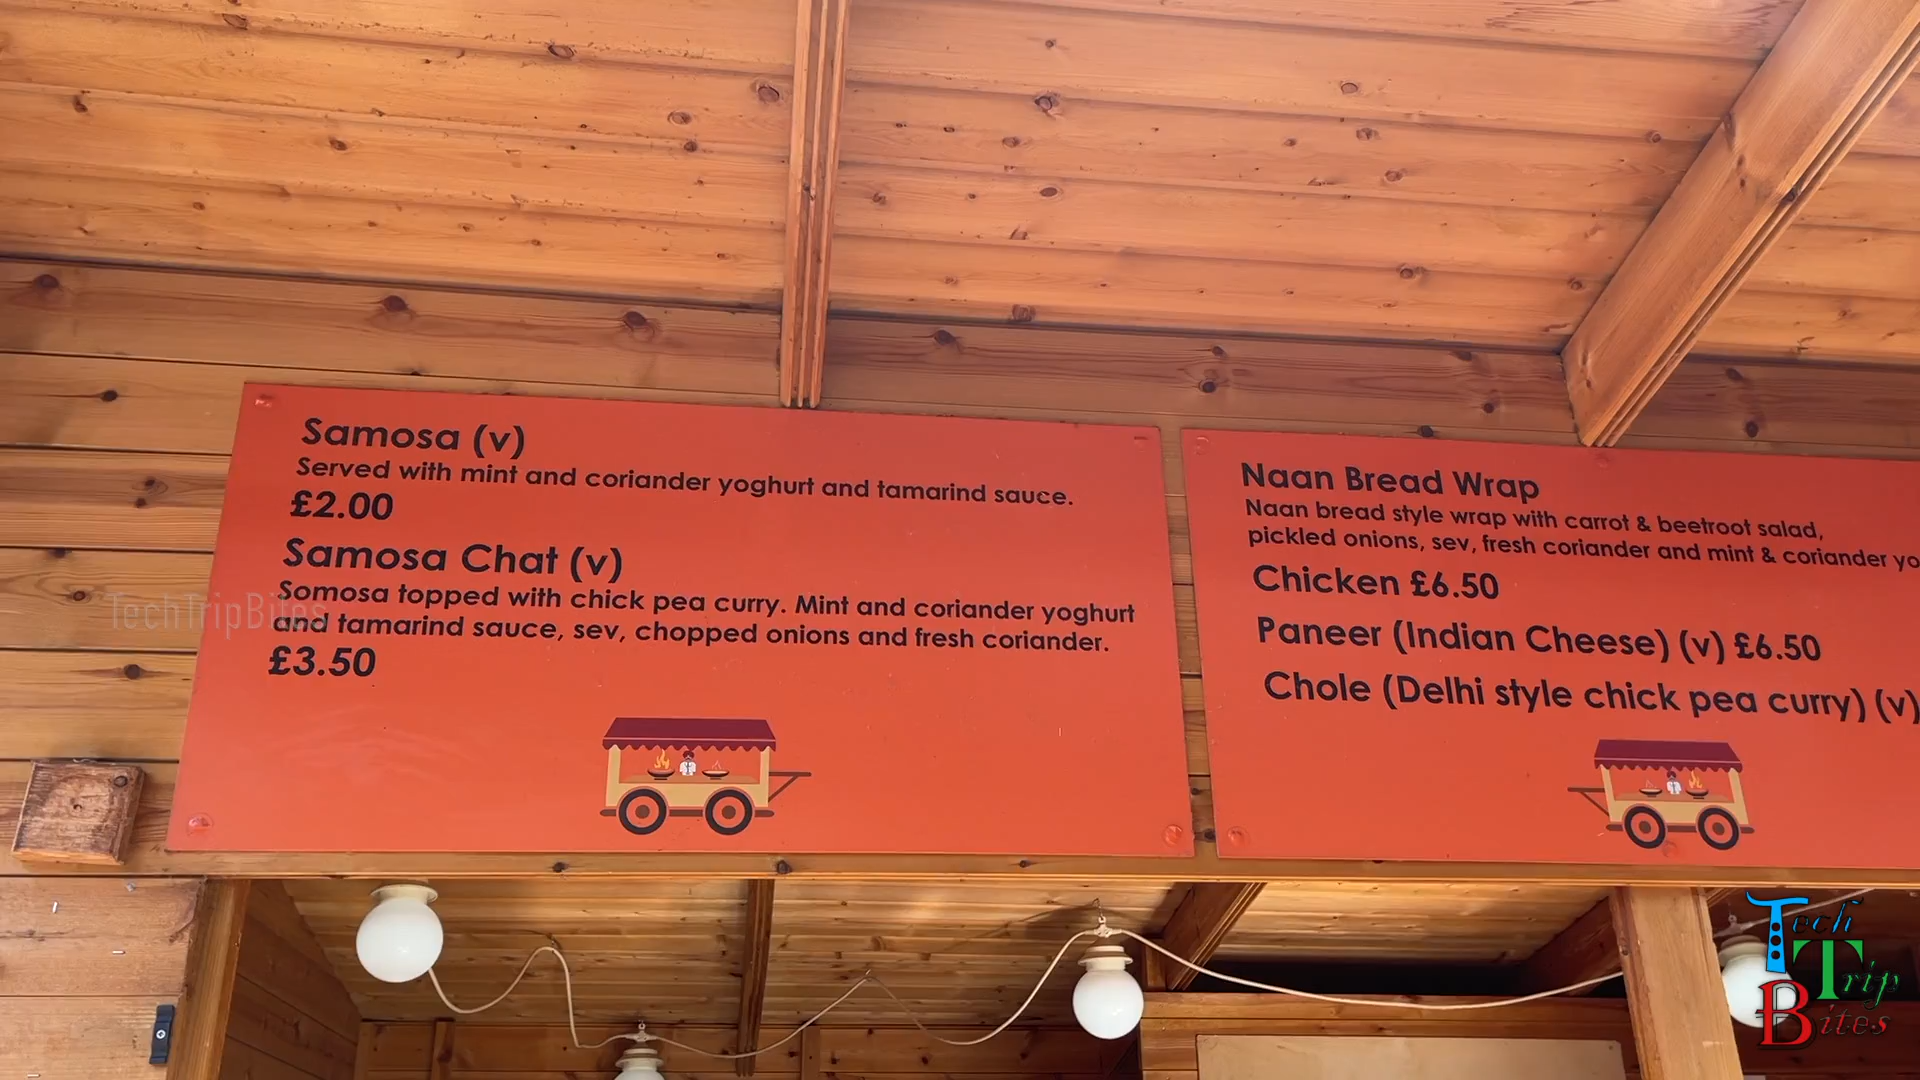 Samosa (v)
Served with mint and coriander yoghurt and tamarind sauce.
£2.00
Samosa Chat (v)
Somosa topped with chick pea curry. Mint and coriander yoghurt
and tamarind sauce, sev, chopped onions and fresh coriander.
£3.50
Naan Bread Wrap
Naan bread style wrap with carrot & beetroot salad,
pickled onions, sev, fresh coriander and mint & coriander yo
Chicken £6.50
Paneer (Indian Cheese) (v) £6.50
Chole (Delhi style chick pea curry) (v)
TechTripBites
Tech
Trip
Bites